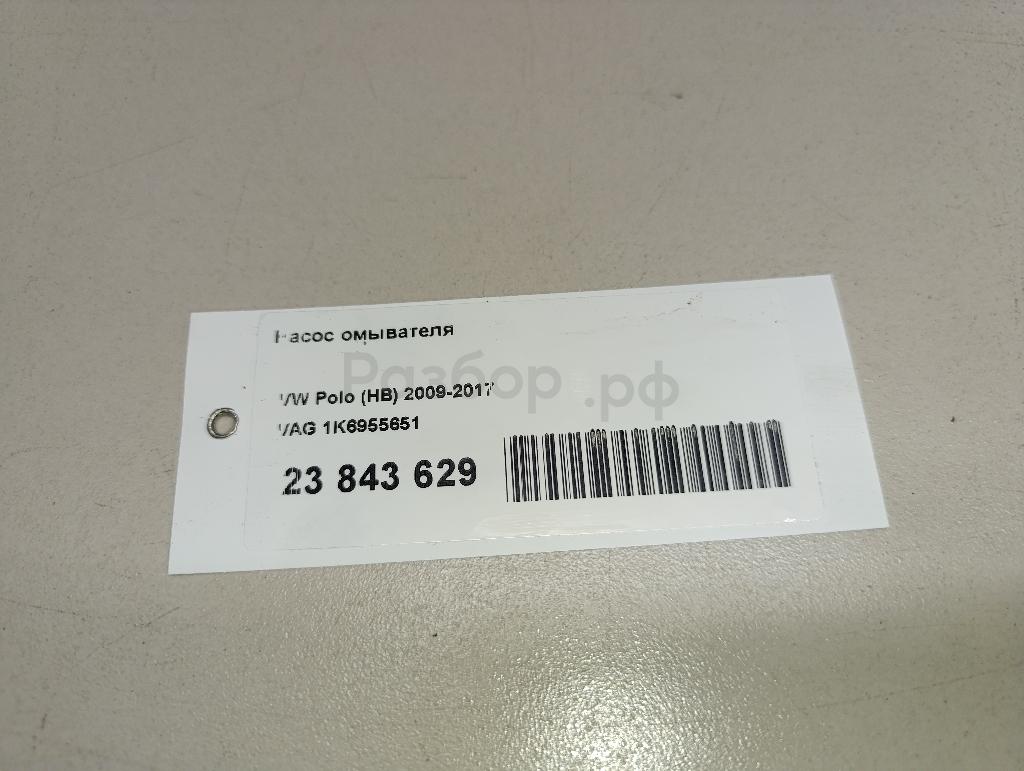 Насос омывателя
Разбор.рф
VW Polo (HB) 2009-2017
VAG 1K6955651
23 843 629